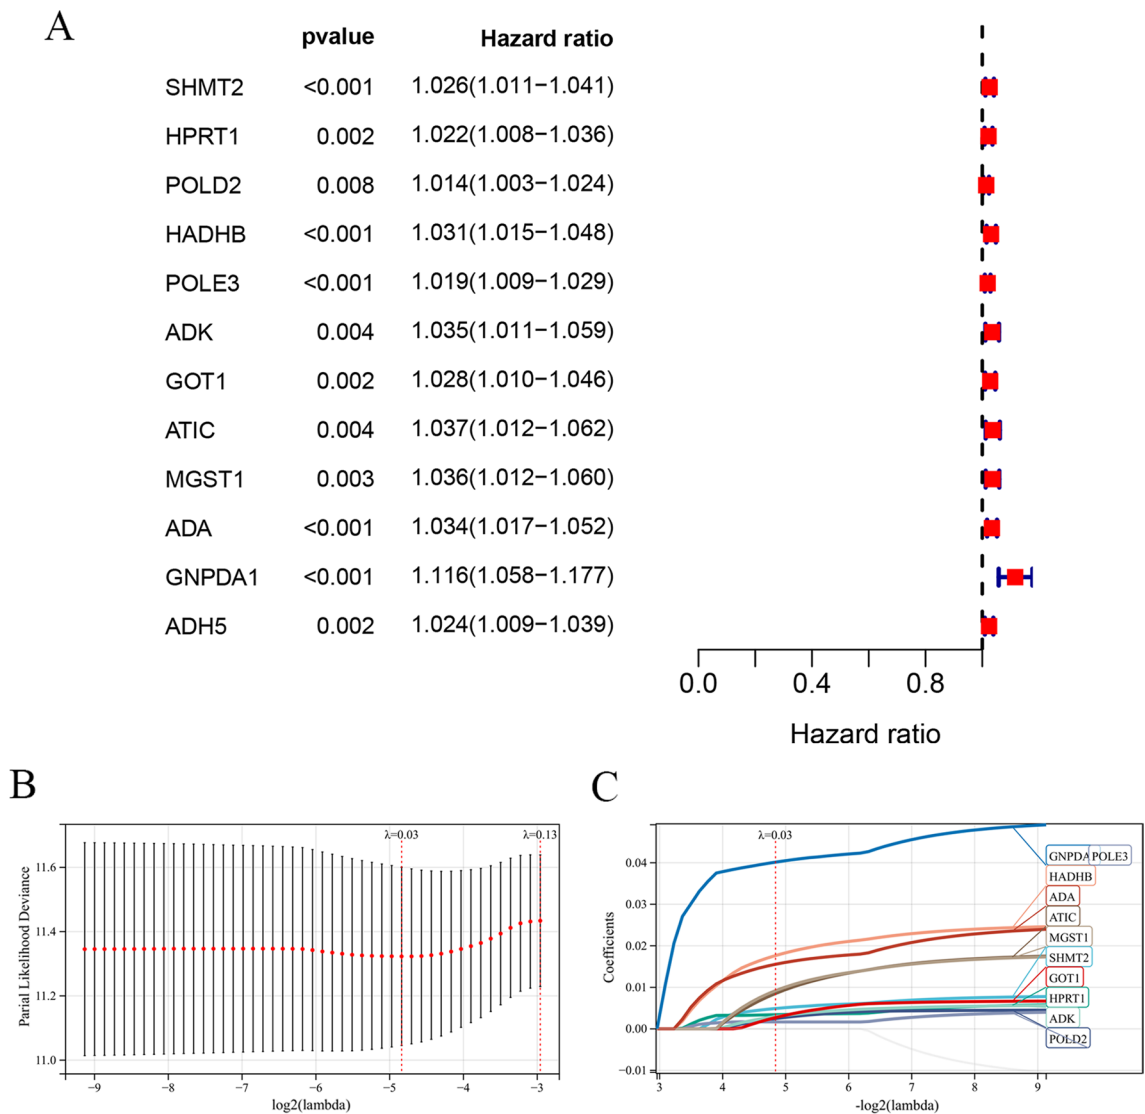 A
pvalue Hazard ratio
SHMT2 <0.001 1.026(1.011−1.041)
HPRT1 0.002 1.022(1.008−1.036)
POLD2 0.008 1.014(1.003−1.024)
HADHB <0.001 1.031(1.015−1.048)
POLE3 <0.001 1.019(1.009−1.029)
ADK 0.004 1.035(1.011−1.059)
GOT1 0.002 1.028(1.010−1.046)
ATIC 0.004 1.037(1.012−1.062)
MGST1 0.003 1.036(1.012−1.060)
ADA <0.001 1.034(1.017−1.052)
GNPDA1 <0.001 1.116(1.058−1.177)
ADH5 0.002 1.024(1.009−1.039)
0.0 0.4 0.8
Hazard ratio
B
λ=0.03 λ=0.13
Parial Likelihood Deviance
11.6
11.4
11.2
11.0
−9 −8 −7 −6 −5 −4 −3
log2(lambda)
C
λ=0.03
Coefficients
0.04
0.03
0.02
0.01
0.00
−0.01
3 4 5 6 7 8 9
-log2(lambda)
GNPDA POLE3
HADHB
ADA
ATIC
MGST1
SHMT2
GOT1
HPRT1
ADK
POLD2